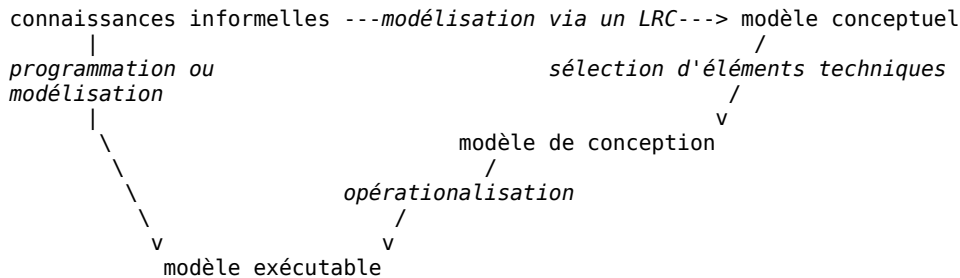 connaissances informelles ---modélisation via un LRC---> modèle conceptuel
| /
programmation ou sélection d'éléments techniques
modélisation /
| v
\ modèle de conception
\ /
\ opérationalisation
\ /
v v
modèle exécutable